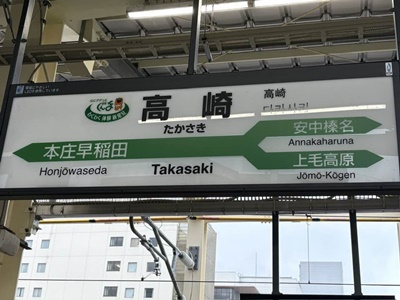 高崎
たかさき
高崎
本庄早稲田
Honjōwaseda
Takasaki
安中榛名
Annakaharuna
上毛高原
Jōmō-Kōgen